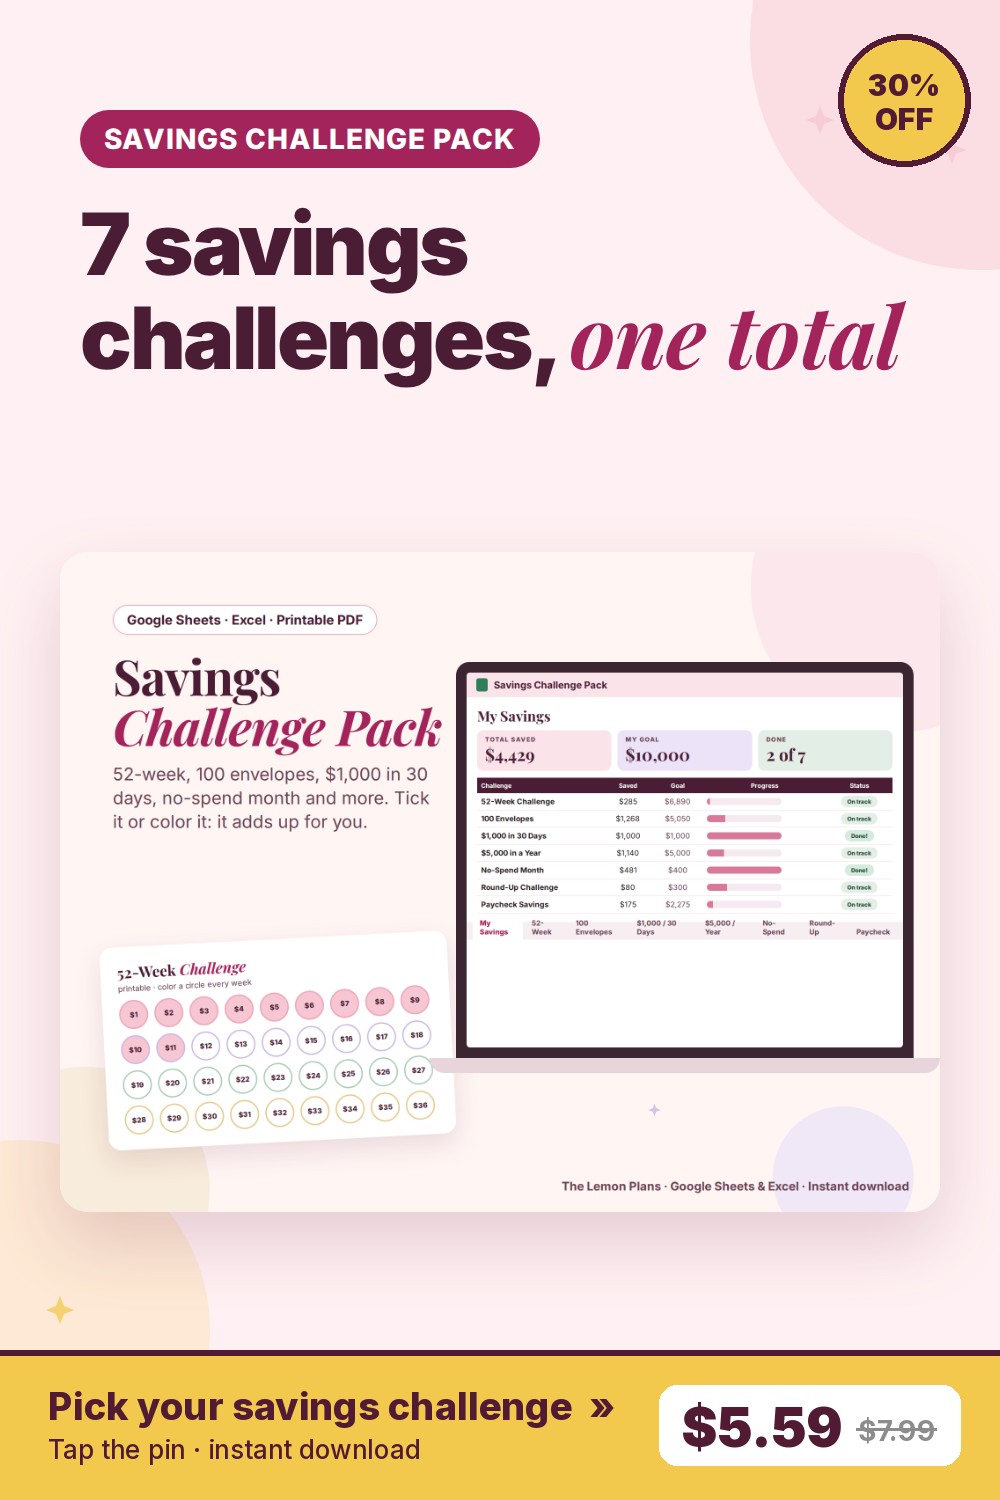 30%
OFF
SAVINGS CHALLENGE PACK
7 savings
challenges, one total
Google Sheets · Excel · Printable PDF
Savings
Challenge Pack
52-week, 100 envelopes, $1,000 in 30
days, no-spend month and more. Tick
it or color it: it adds up for you.
Savings Challenge Pack
My Savings
TOTAL SAVED MY GOAL DONE
$4,429 $10,000 2 of 7
Challenge Saved Goal Progress Status
52-Week Challenge $285 $6,890 On track
100 Envelopes $1,268 $5,050 On track
$1,000 in 30 Days $1,000 $1,000 Done!
$5,000 in a Year $1,140 $5,000 On track
No-Spend Month $481 $400 Done!
Round-Up Challenge $80 $300 On track
Paycheck Savings $175 $2,275 On track
My 52- 100 $1,000 / 30 $5,000 / No- Round-
Savings Week Envelopes Days Year Spend Up Paycheck
52-Week Challenge
printable · color a circle every week
$1 $2 $3 $4 $5 $6 $7 $8 $9
$10 $11 $12 $13 $14 $15 $16 $17 $18
$19 $20 $21 $22 $23 $24 $25 $26 $27
$28 $29 $30 $31 $32 $33 $34 $35 $36
The Lemon Plans · Google Sheets & Excel · Instant download
Pick your savings challenge »
Tap the pin · instant download
$5.59 $7.99